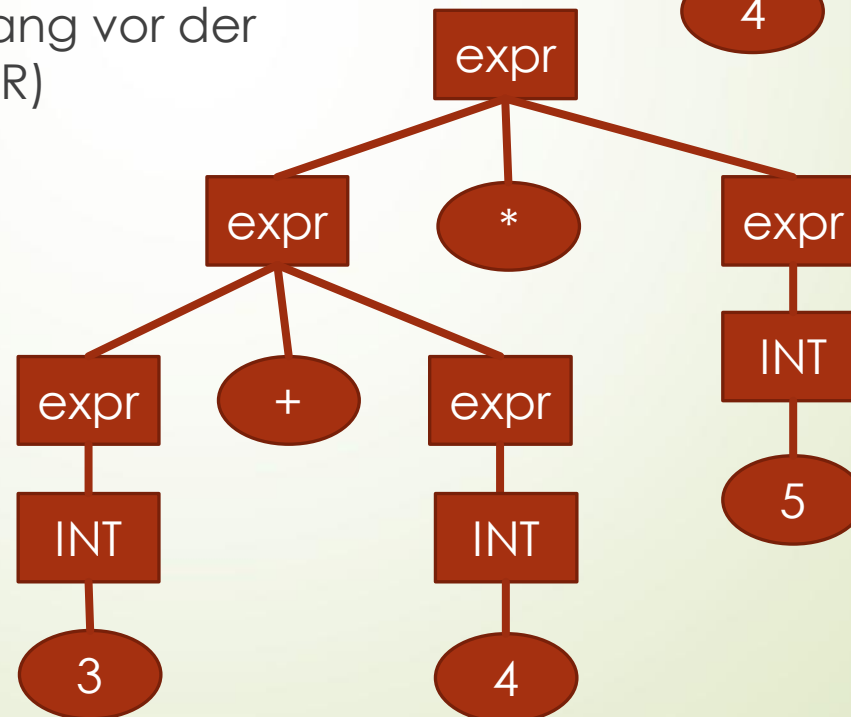 ang vor der
R)
4
expr
expr
*
expr
expr
+
expr
INT
INT
INT
5
3
4